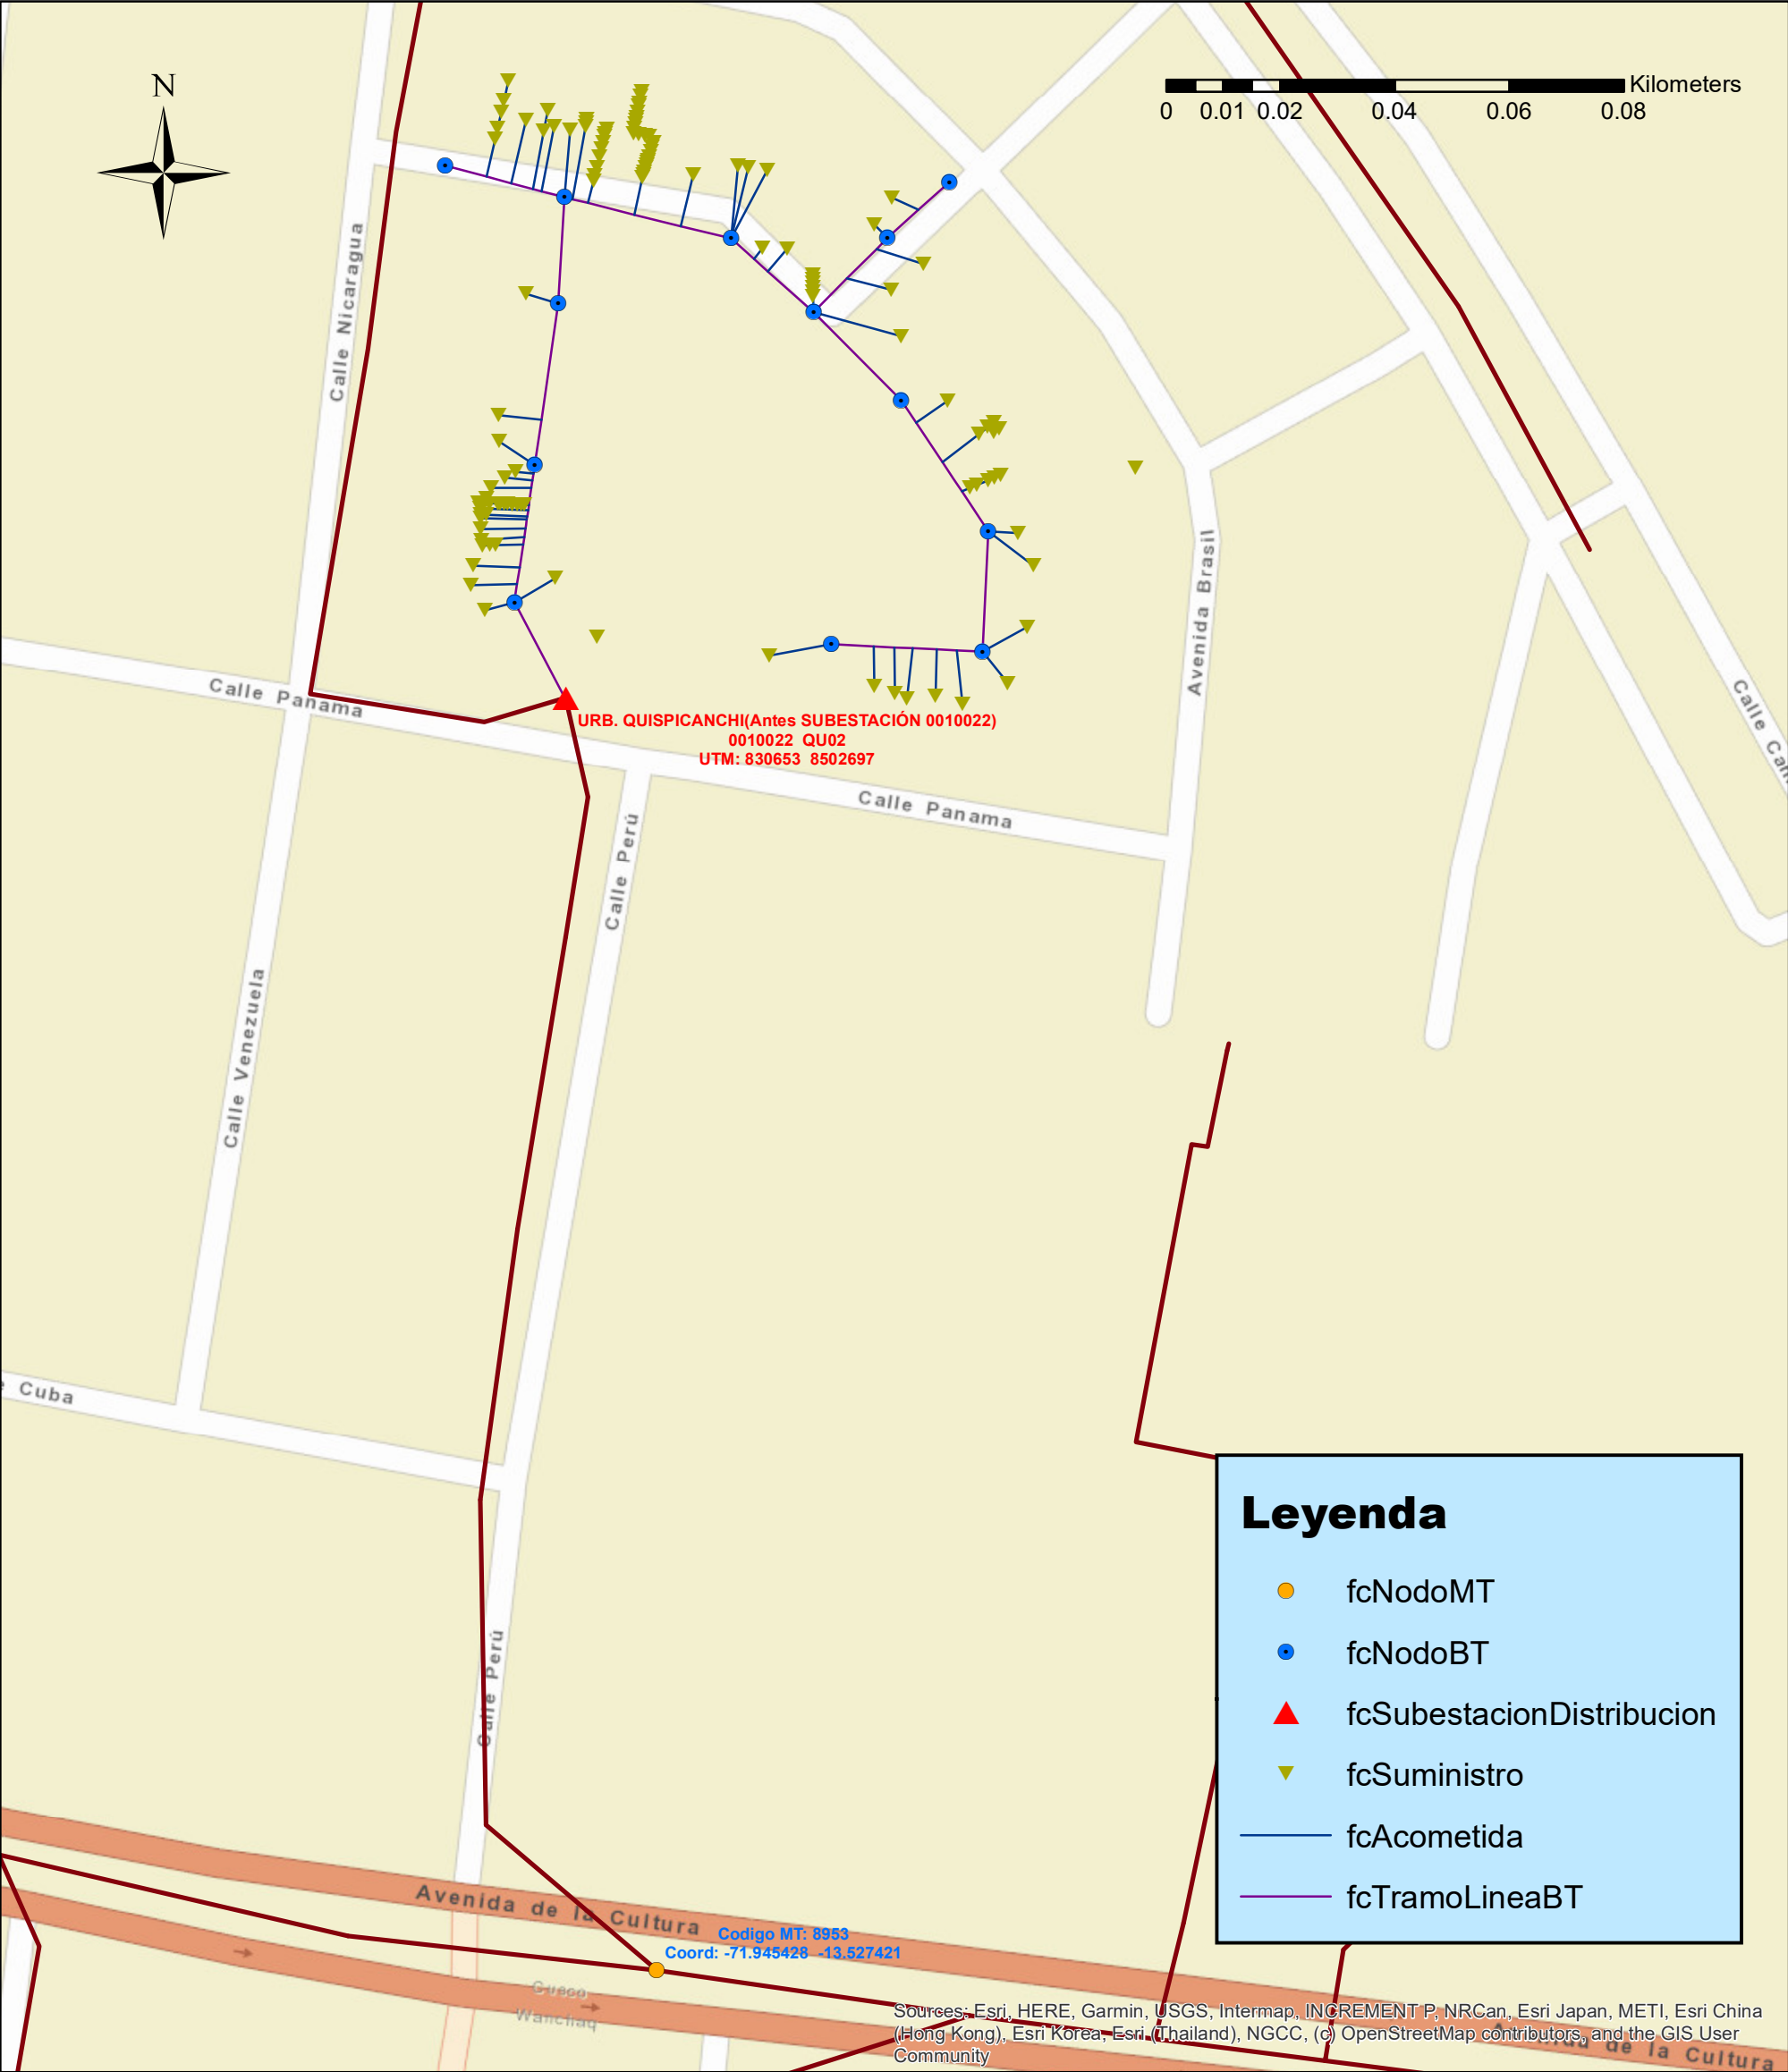 N
Kilometers
0 0.01 0.02 0.04 0.06 0.08
Calle Nicaragua
Avenida Brasil
Calle Panama
URB. QUISPICANCHI(Antes SUBESTACIÓN 0010022)
0010022 QU02
UTM: 830653 8502697
Calle Panama
Calle Perú
Calle Venezuela
Cuba
Leyenda
fcNodoMT
fcNodoBT
fcSubestacionDistribucion
fcSuministro
fcAcometida
fcTramoLineaBT
Calle Perú
Avenida de la Cultura
Codigo MT: 8953
Coord: -71.945428 -13.527421
Cusco
Wanchaq
Avenida de la Cultura
Sources: Esri, HERE, Garmin, USGS, Intermap, INCREMENT P, NRCan, Esri Japan, METI, Esri China
(Hong Kong), Esri Korea, Esri (Thailand), NGCC, (c) OpenStreetMap contributors, and the GIS User
Community